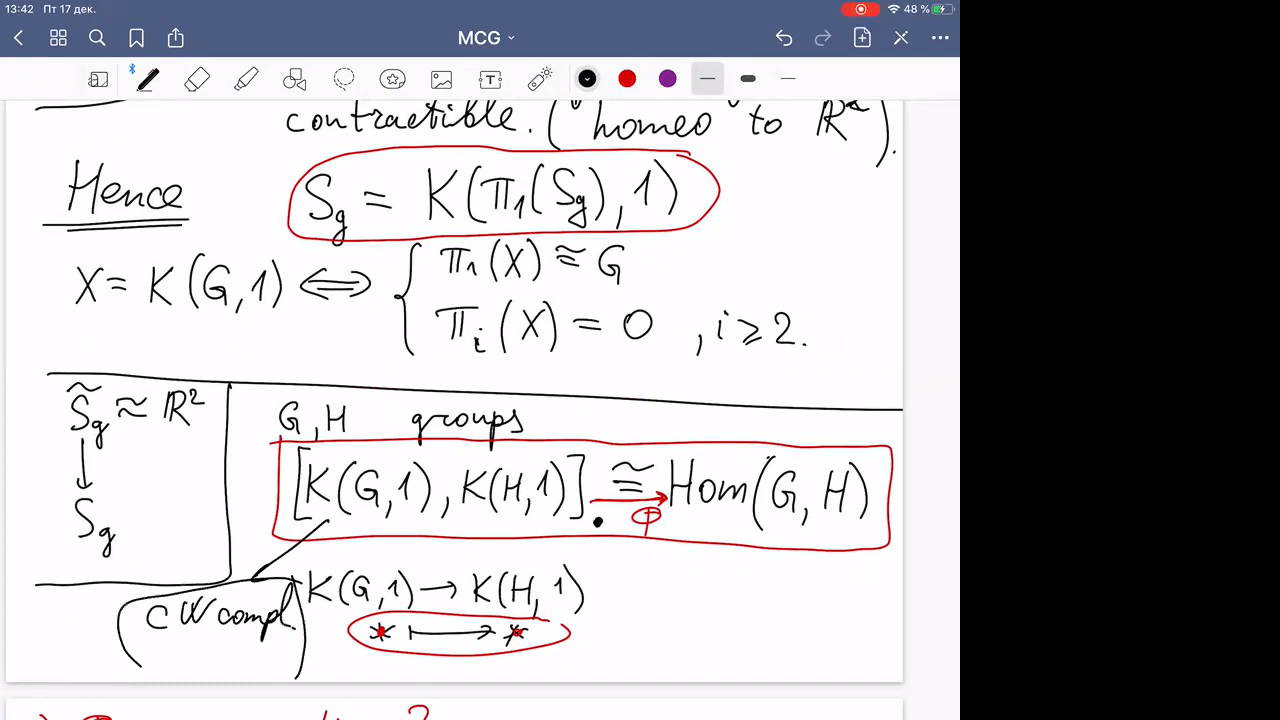 13:42 Пт 17 дек. 48 %
MCG
contractible. ("homeo" to ℝ²).
Hence
S_g = K(π₁(S_g), 1)
X = K(G,1) ⟺ { π₁(X) ≅ G
π_i(X) = 0 , i ≥ 2.
S̃_g ≈ ℝ²
↓
S_g
G, H groups
[K(G,1), K(H,1)]. ≅ Hom(G, H)
φ
K(G,1) → K(H,1)
* ↦ *
CW compl.